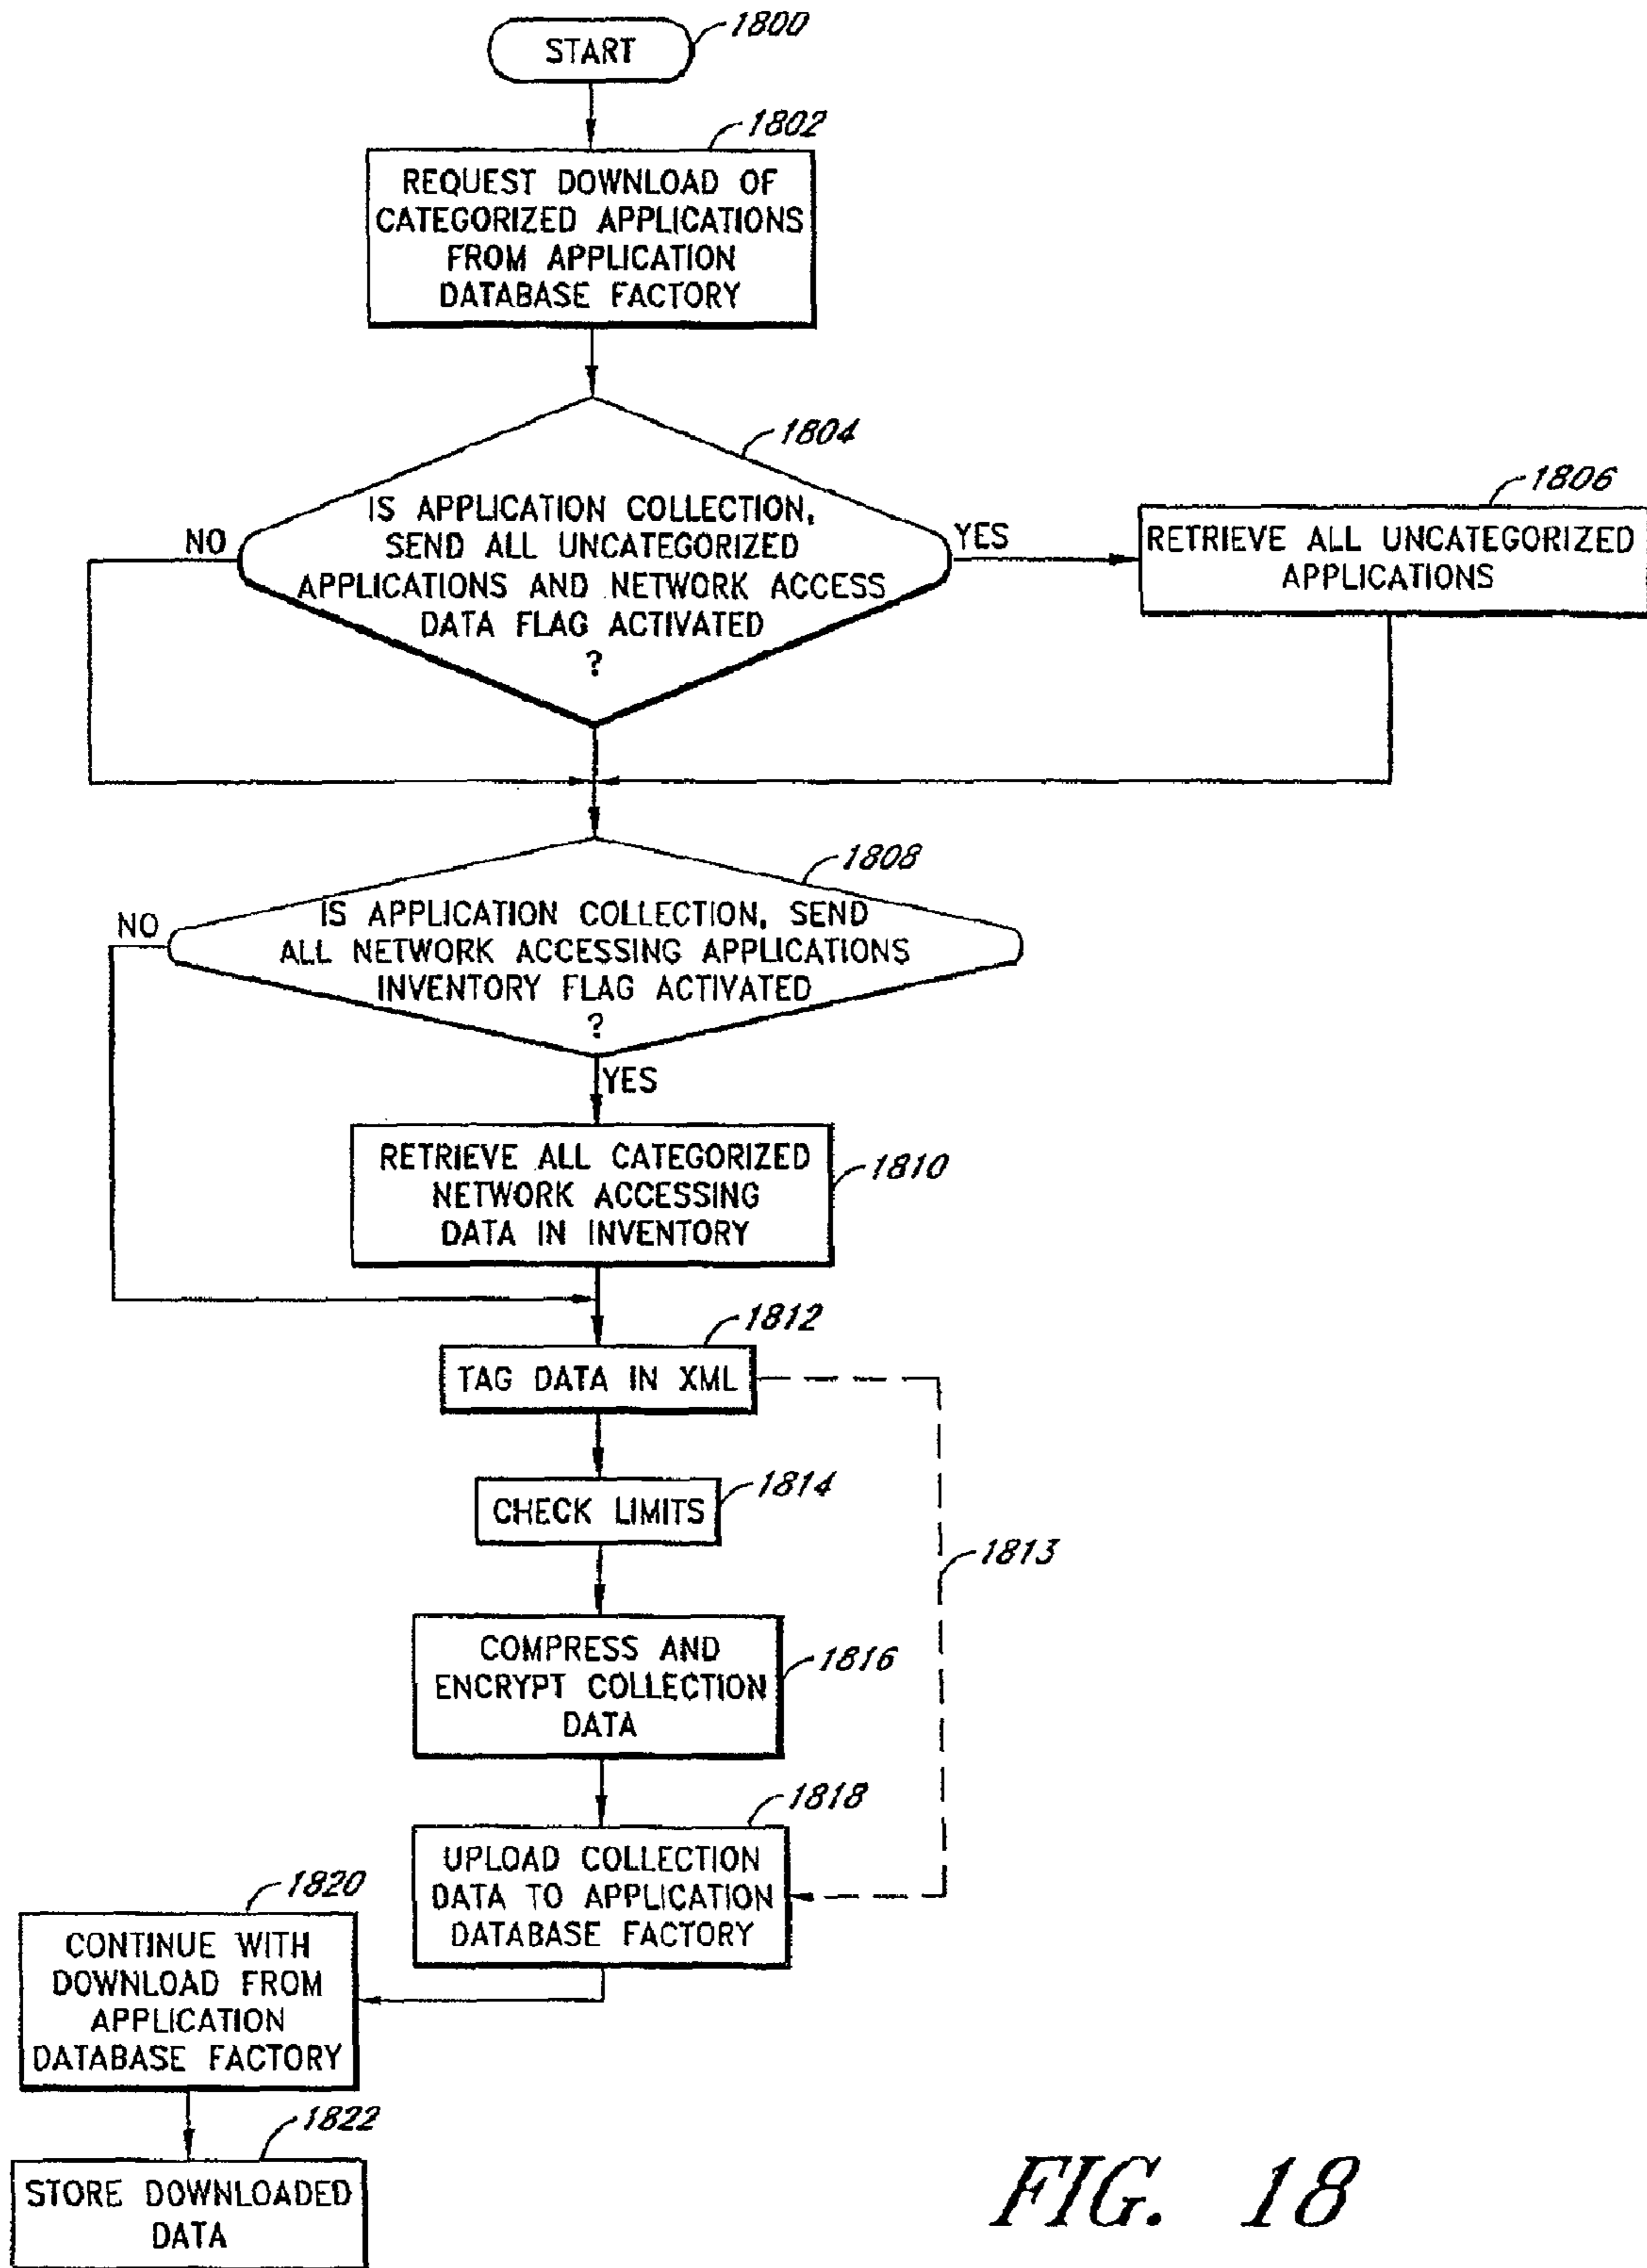 START
1800
1802
REQUEST DOWNLOAD OF
CATEGORIZED APPLICATIONS
FROM APPLICATION
DATABASE FACTORY
1804
IS APPLICATION COLLECTION,
SEND ALL UNCATEGORIZED
APPLICATIONS AND NETWORK ACCESS
DATA FLAG ACTIVATED
?
NO
YES
1806
RETRIEVE ALL UNCATEGORIZED
APPLICATIONS
1808
IS APPLICATION COLLECTION, SEND
ALL NETWORK ACCESSING APPLICATIONS
INVENTORY FLAG ACTIVATED
?
NO
YES
RETRIEVE ALL CATEGORIZED
NETWORK ACCESSING
DATA IN INVENTORY
1810
1812
TAG DATA IN XML
1814
CHECK LIMITS
1813
COMPRESS AND
ENCRYPT COLLECTION
DATA
1816
1818
UPLOAD COLLECTION
DATA TO APPLICATION
DATABASE FACTORY
1820
CONTINUE WITH
DOWNLOAD FROM
APPLICATION
DATABASE FACTORY
1822
STORE DOWNLOADED
DATA
FIG. 18